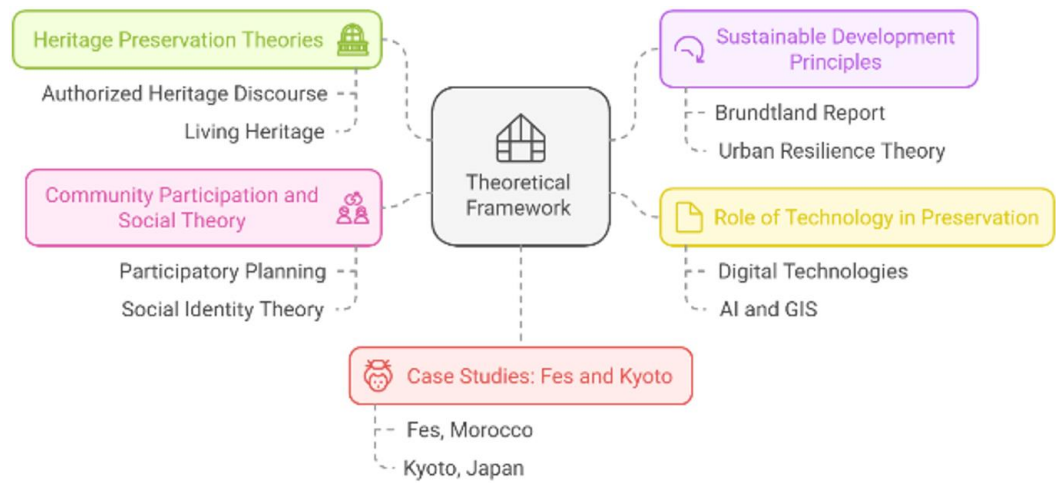 Heritage Preservation Theories
Authorized Heritage Discourse
Living Heritage
Community Participation and
Social Theory
Participatory Planning
Social Identity Theory
Theoretical
Framework
Sustainable Development
Principles
Brundtland Report
Urban Resilience Theory
Role of Technology in Preservation
Digital Technologies
AI and GIS
Case Studies: Fes and Kyoto
Fes, Morocco
Kyoto, Japan